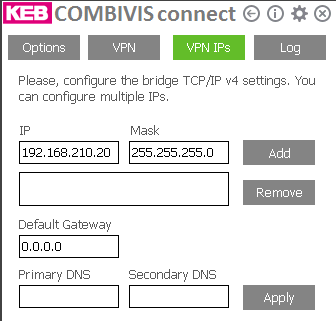 KEB COMBIVIS connect
Options VPN VPN IPs Log
Please, configure the bridge TCP/IP v4 settings. You
can configure multiple IPs.
IP Mask
192.168.210.20 255.255.255.0 Add
Remove
Default Gateway
0.0.0.0
Primary DNS Secondary DNS
Apply